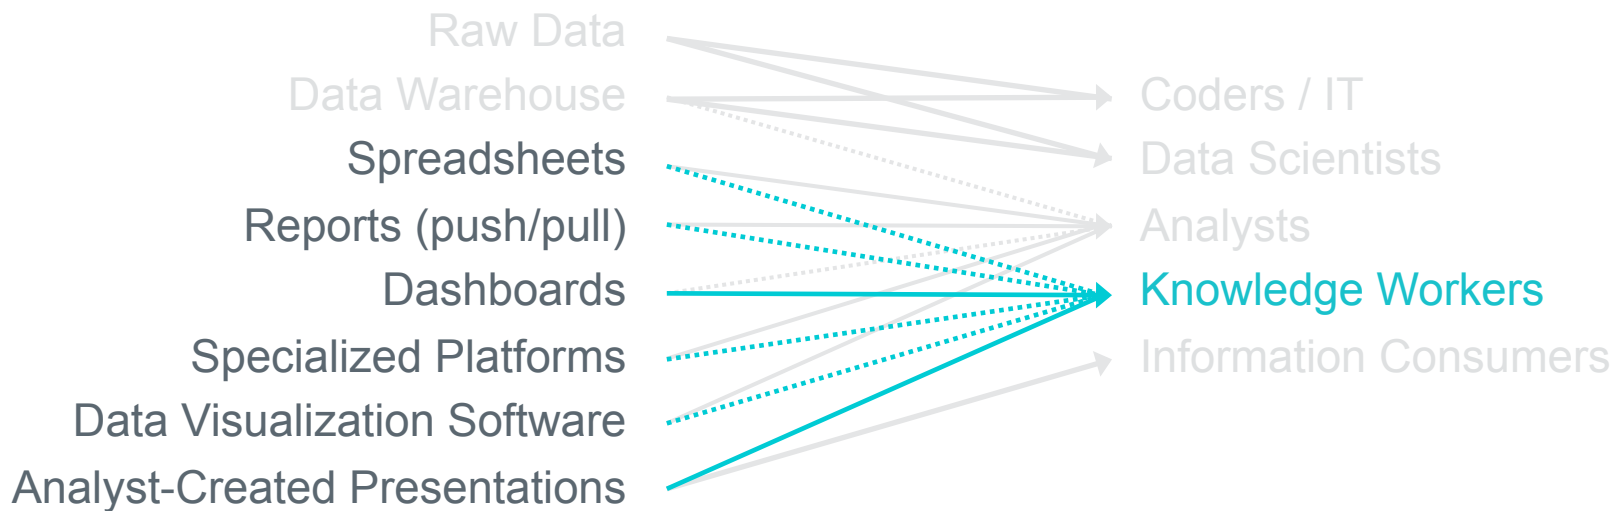 Raw Data
Data Warehouse
Spreadsheets
Reports (push/pull)
Dashboards
Specialized Platforms
Data Visualization Software
Analyst-Created Presentations
Coders / IT
Data Scientists
Analysts
Knowledge Workers
Information Consumers